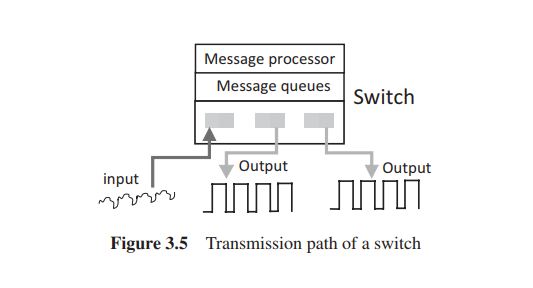 Message processor
Message queues
Switch
input
Output
Output
Figure 3.5 Transmission path of a switch